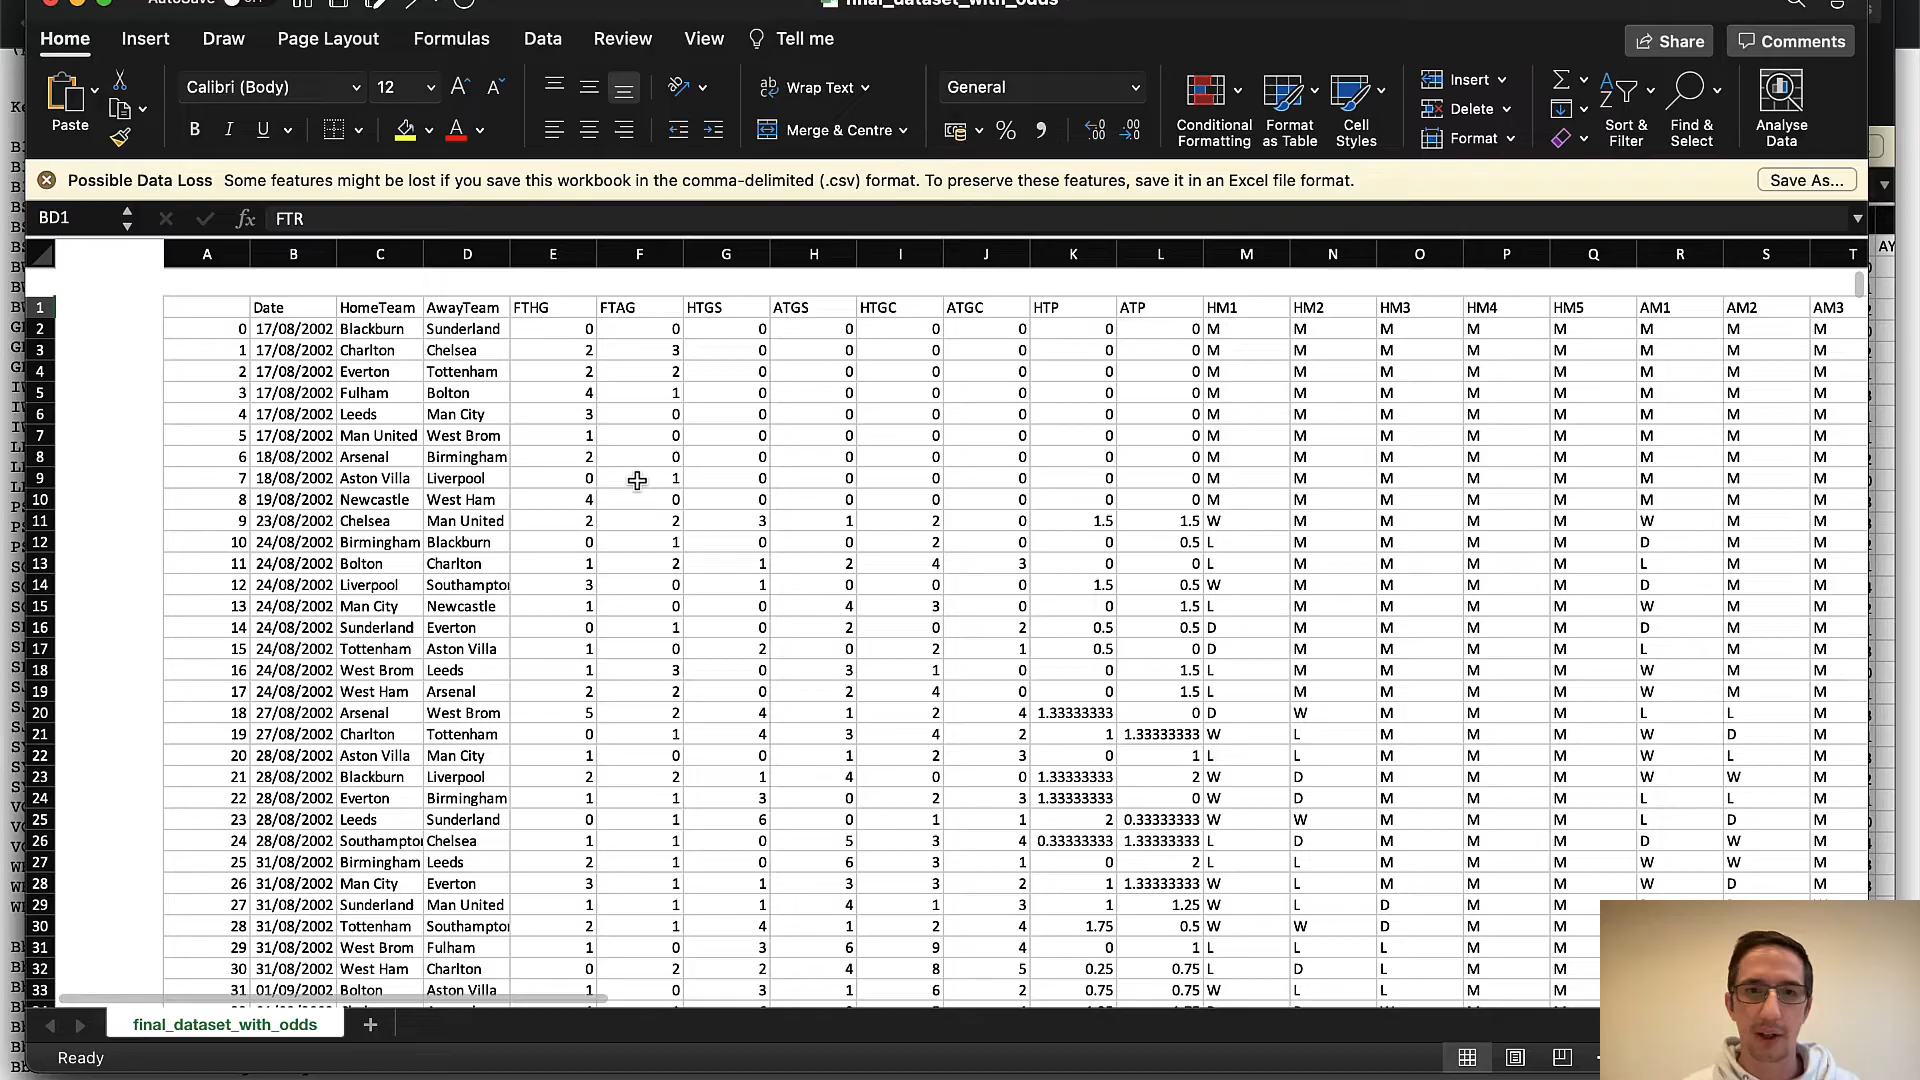 AutoSave
final_dataset_with_odds
Home Insert Draw Page Layout Formulas Data Review View Tell me Share Comments
Paste Calibri (Body) 12 Wrap Text General Conditional Formatting Format as Table Cell Styles Insert Sort & Filter Find & Select Analyse Data
Delete
B I U Merge & Centre Format
Possible Data Loss Some features might be lost if you save this workbook in the comma-delimited (.csv) format. To preserve these features, save it in an Excel file format. Save As...
BD1 fx FTR
A B C D E F G H I J K L M N O P Q R S T AY
1 Date HomeTeam AwayTeam FTHG FTAG HTGS ATGS HTGC ATGC HTP ATP HM1 HM2 HM3 HM4 HM5 AM1 AM2 AM3
2 0 17/08/2002 Blackburn Sunderland 0 0 0 0 0 0 0 0 M M M M M M M M
3 1 17/08/2002 Charlton Chelsea 2 3 0 0 0 0 0 0 M M M M M M M M
4 2 17/08/2002 Everton Tottenham 2 2 0 0 0 0 0 0 M M M M M M M M
5 3 17/08/2002 Fulham Bolton 4 1 0 0 0 0 0 0 M M M M M M M M
6 4 17/08/2002 Leeds Man City 3 0 0 0 0 0 0 0 M M M M M M M M
7 5 17/08/2002 Man United West Brom 1 0 0 0 0 0 0 0 M M M M M M M M
8 6 18/08/2002 Arsenal Birmingham 2 0 0 0 0 0 0 0 M M M M M M M M
9 7 18/08/2002 Aston Villa Liverpool 0 1 0 0 0 0 0 0 M M M M M M M M
10 8 19/08/2002 Newcastle West Ham 4 0 0 0 0 0 0 0 M M M M M M M M
11 9 23/08/2002 Chelsea Man United 2 2 3 1 2 0 1.5 1.5 W M M M M W M M
12 10 24/08/2002 Birmingham Blackburn 0 1 0 0 2 0 0 0.5 L M M M M D M M
13 11 24/08/2002 Bolton Charlton 1 2 1 2 4 3 0 0 L M M M M L M M
14 12 24/08/2002 Liverpool Southampto 3 0 1 0 0 0 1.5 0.5 W M M M M D M M
15 13 24/08/2002 Man City Newcastle 1 0 0 4 3 0 0 1.5 L M M M M W M M
16 14 24/08/2002 Sunderland Everton 0 1 0 2 0 2 0.5 0.5 D M M M M D M M
17 15 24/08/2002 Tottenham Aston Villa 1 0 2 0 2 1 0.5 0 D M M M M L M M
18 16 24/08/2002 West Brom Leeds 1 3 0 3 1 0 0 1.5 L M M M M W M M
19 17 24/08/2002 West Ham Arsenal 2 2 0 2 4 0 0 1.5 L M M M M W M M
20 18 27/08/2002 Arsenal West Brom 5 2 4 1 2 4 1.33333333 0 D W M M M L L M
21 19 27/08/2002 Charlton Tottenham 0 1 4 3 4 2 1 1.33333333 W L M M M W D M
22 20 28/08/2002 Aston Villa Man City 1 0 0 1 2 3 0 1 L L M M M W L M
23 21 28/08/2002 Blackburn Liverpool 2 2 1 4 0 0 1.33333333 2 W D M M M W W M
24 22 28/08/2002 Everton Birmingham 1 1 3 0 2 3 1.33333333 0 W D M M M L L M
25 23 28/08/2002 Leeds Sunderland 0 1 6 0 1 1 2 0.33333333 W W M M M L D M
26 24 28/08/2002 Southampto Chelsea 1 1 0 5 3 4 0.33333333 1.33333333 L D M M M D W M
27 25 31/08/2002 Birmingham Leeds 2 1 0 6 3 1 0 2 L L M M M W W M
28 26 31/08/2002 Man City Everton 3 1 1 3 3 2 1 1.33333333 W L M M M W D M
29 27 31/08/2002 Sunderland Man United 1 1 1 4 1 3 1 1.25 W L D M M
30 28 31/08/2002 Tottenham Southampto 2 1 4 1 2 4 1.75 0.5 W W D M M
31 29 31/08/2002 West Brom Fulham 1 0 3 6 9 4 0 1 L L L M M
32 30 31/08/2002 West Ham Charlton 0 2 2 4 8 5 0.25 0.75 L D L M M
33 31 01/09/2002 Bolton Aston Villa 1 0 3 1 6 2 0.75 0.75 W L L M M
final_dataset_with_odds
Ready